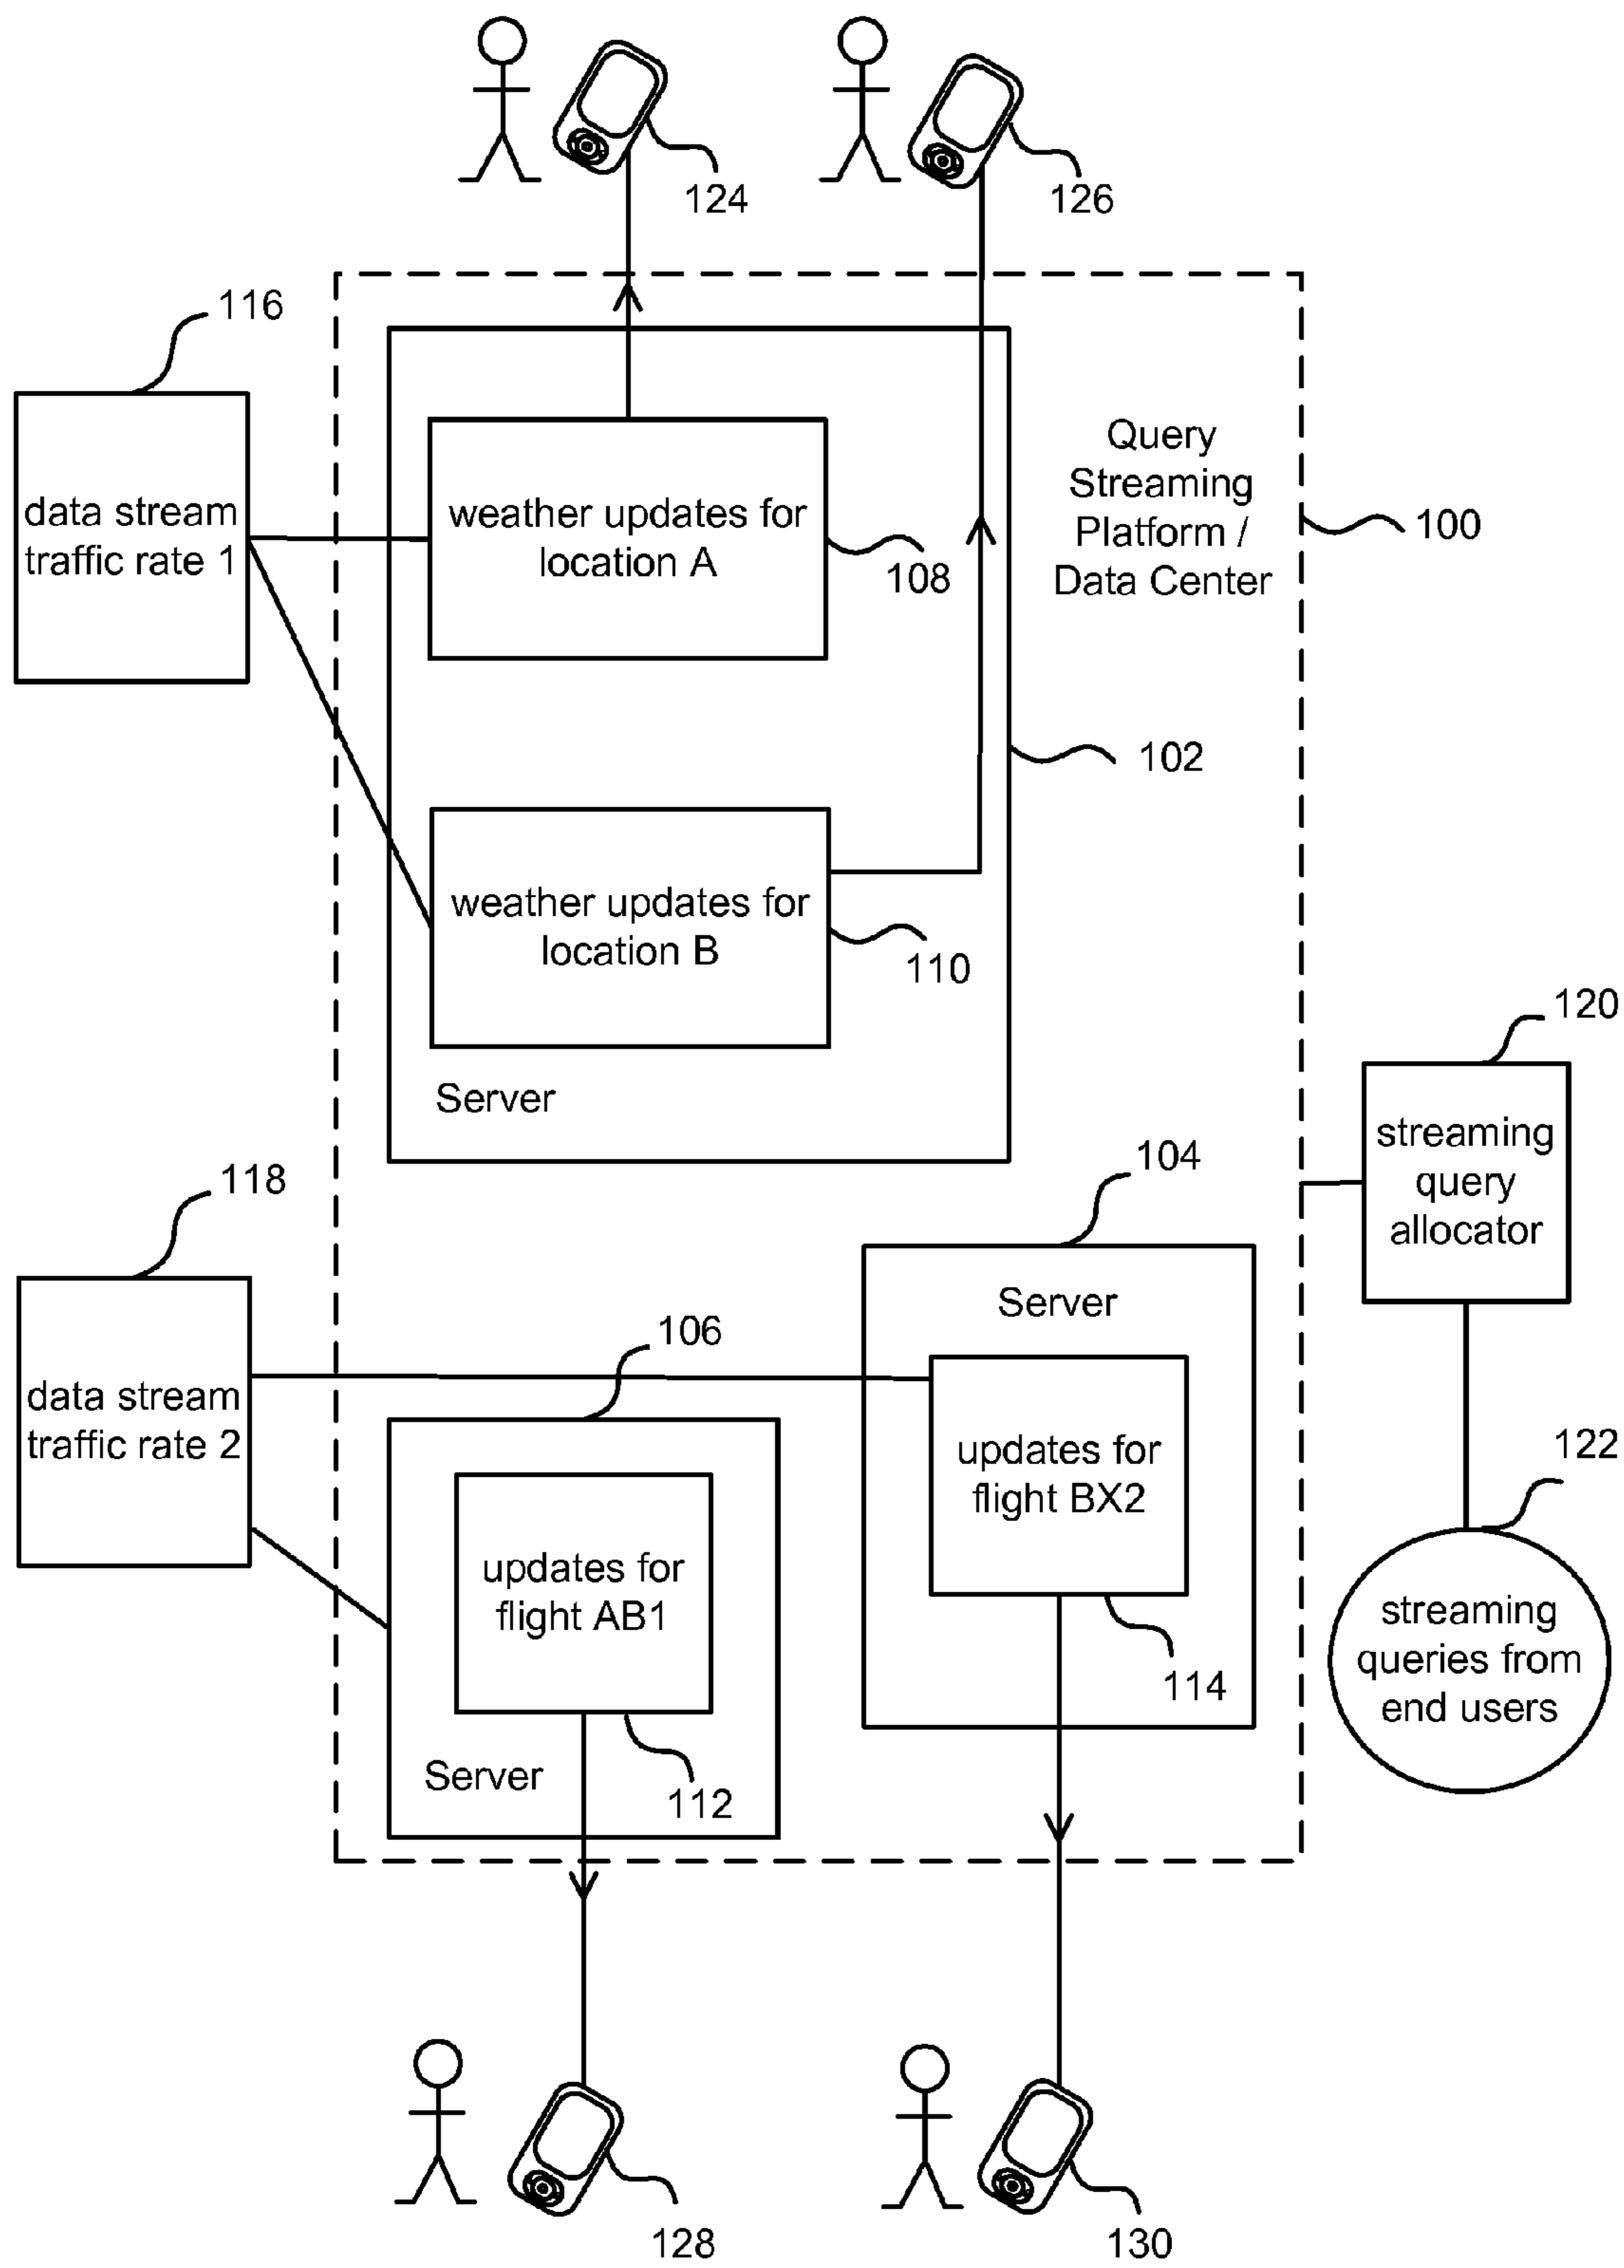 124
126
116
data stream
traffic rate 1
weather updates for
location A
108
Query
Streaming
Platform /
Data Center
100
102
weather updates for
location B
110
Server
120
streaming
query
allocator
118
data stream
traffic rate 2
104
Server
106
updates for
flight BX2
114
updates for
flight AB1
112
Server
122
streaming
queries from
end users
128
130